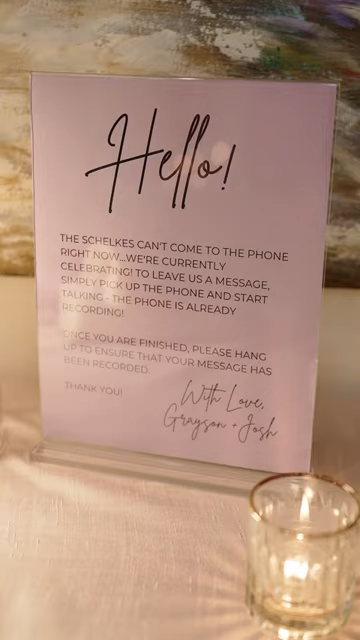 Hello!
THE SCHELKES CAN'T COME TO THE PHONE
RIGHT NOW...WE'RE CURRENTLY
CELEBRATING! TO LEAVE US A MESSAGE,
SIMPLY PICK UP THE PHONE AND START
TALKING - THE PHONE IS ALREADY
RECORDING!
ONCE YOU ARE FINISHED, PLEASE HANG
UP TO ENSURE THAT YOUR MESSAGE HAS
BEEN RECORDED.
THANK YOU!
With Love,
Grayson + Josh